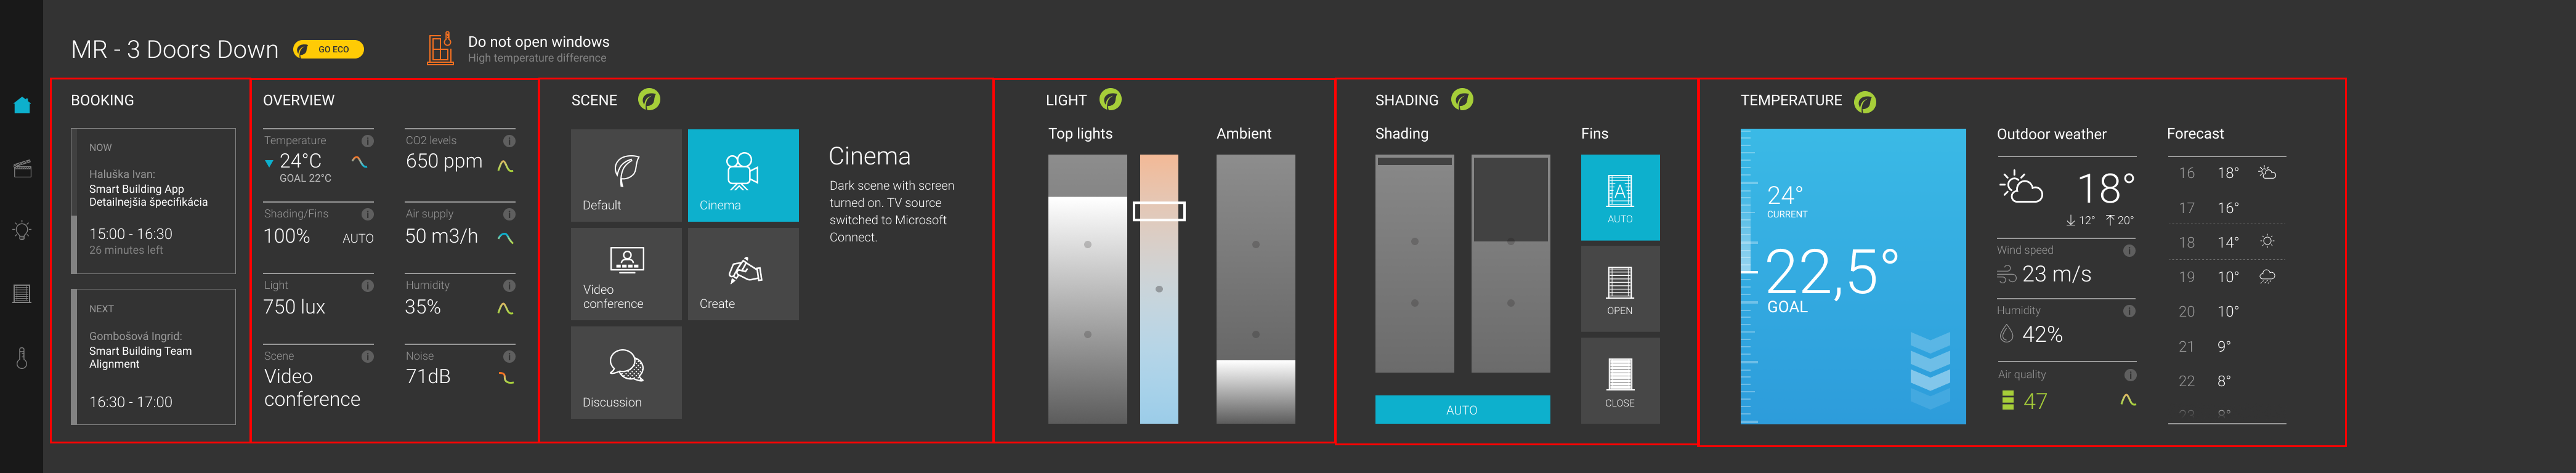 MR - 3 Doors Down
GO ECO
Do not open windows
High temperature difference
BOOKING
NOW
Haluška Ivan:
Smart Building App
Detailnejšia špecifikácia
15:00 - 16:30
26 minutes left
NEXT
Gombošová Ingrid:
Smart Building Team
Alignment
16:30 - 17:00
OVERVIEW
Temperature
24°C
GOAL 22°C
CO2 levels
650 ppm
Shading/Fins
100% AUTO
Air supply
50 m3/h
Light
750 lux
Humidity
35%
Scene
Video
conference
Noise
71dB
SCENE
Default
Cinema
Video
conference
Create
Discussion
Cinema
Dark scene with screen
turned on. TV source
switched to Microsoft
Connect.
LIGHT
Top lights
Ambient
SHADING
Shading
AUTO
Fins
A
AUTO
OPEN
CLOSE
TEMPERATURE
24°
CURRENT
22,5°
GOAL
Outdoor weather
18°
12° 20°
Wind speed
23 m/s
Humidity
42%
Air quality
47
Forecast
16 18°
17 16°
18 14°
19 10°
20 10°
21 9°
22 8°
23 8°